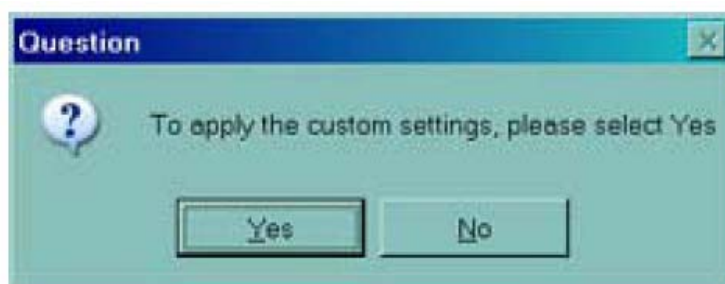 Question
?
To apply the custom settings, please select Yes
Yes
No